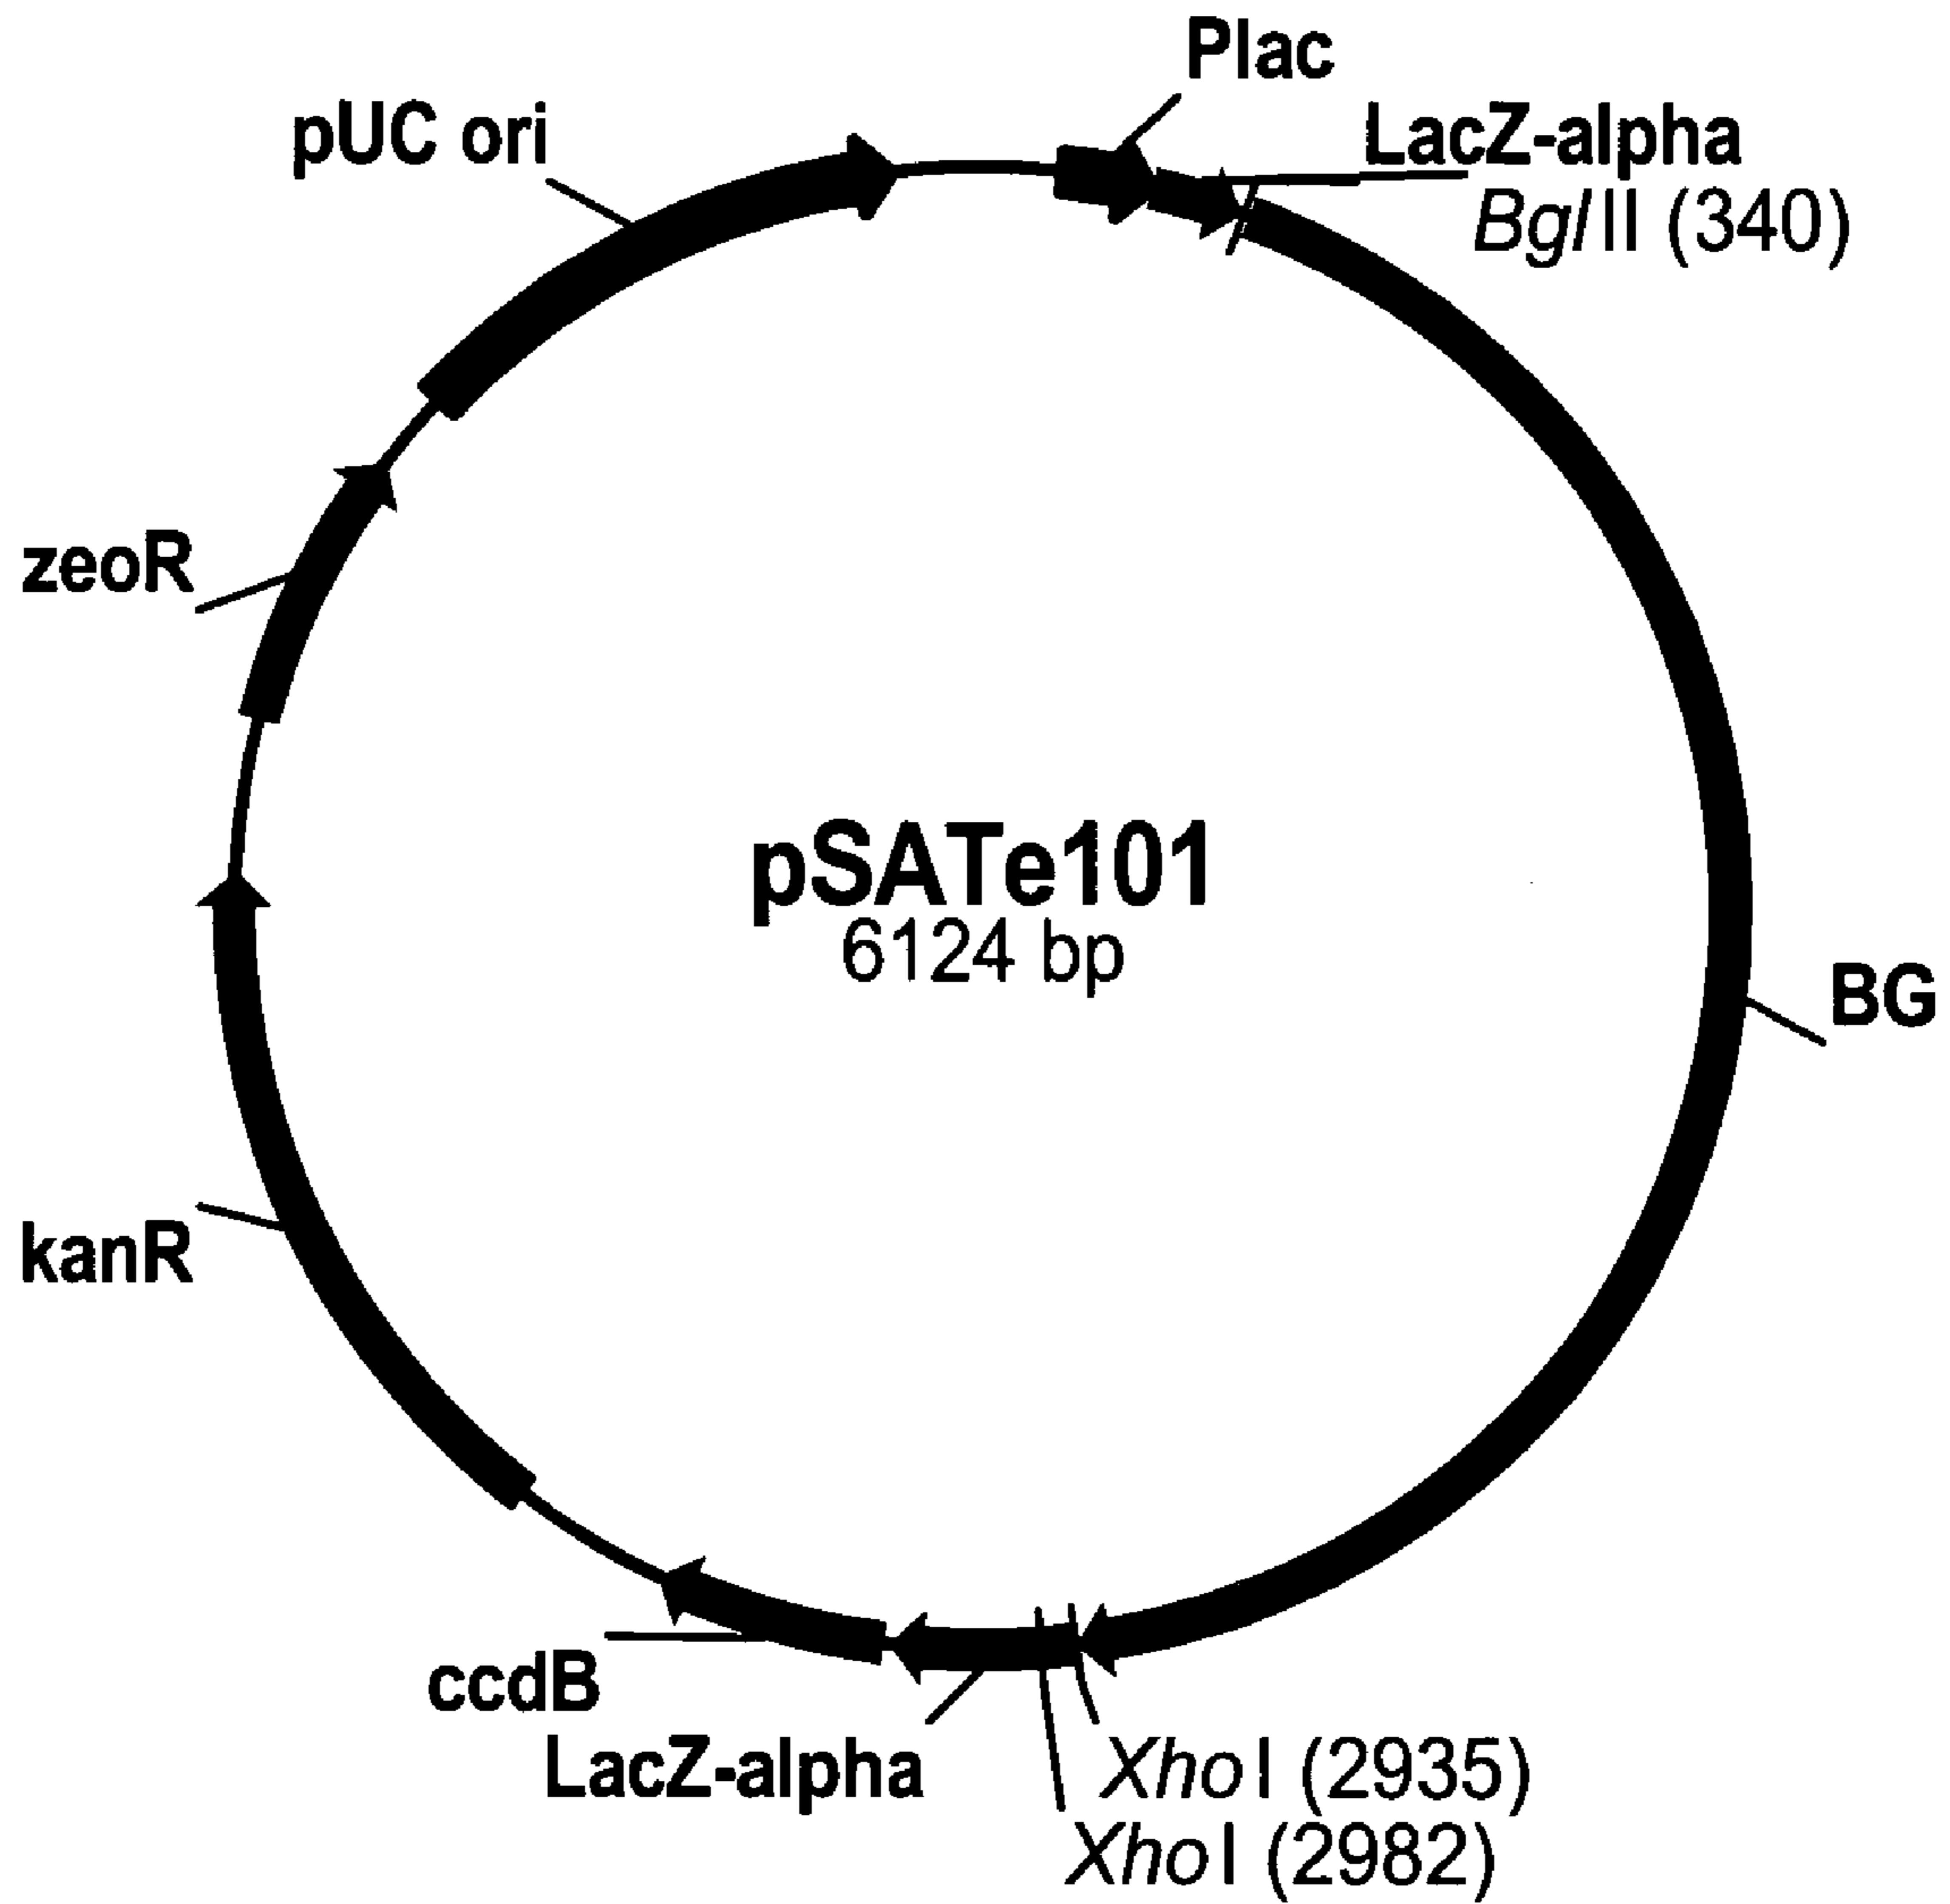 Plac
pUC ori
LacZ-alpha
BglII (340)
zeoR
pSATe101
6124 bp
BG
kanR
ccdB
LacZ-alpha
XhoI (2935)
XhoI (2982)